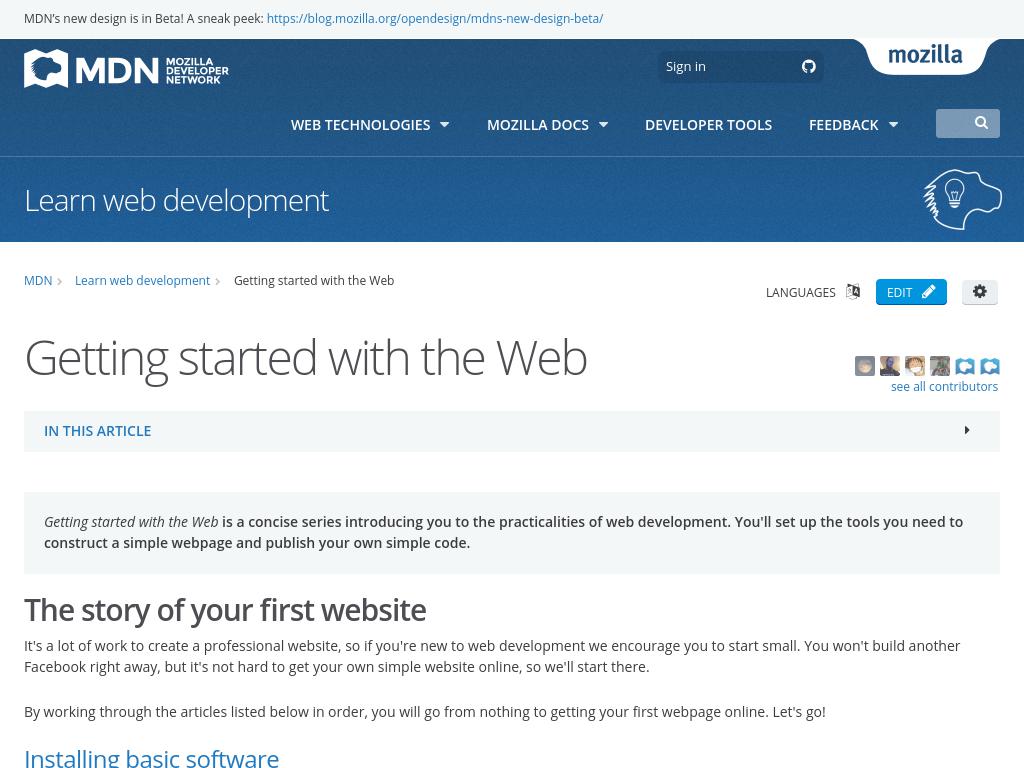 MDN's new design is in Beta! A sneak peek: https://blog.mozilla.org/opendesign/mdns-new-design-beta/
MDN MOZILLA DEVELOPER NETWORK
Sign in
mozilla
WEB TECHNOLOGIES
MOZILLA DOCS
DEVELOPER TOOLS
FEEDBACK
Learn web development
MDN
Learn web development
Getting started with the Web
LANGUAGES
EDIT
Getting started with the Web
see all contributors
IN THIS ARTICLE
Getting started with the Web is a concise series introducing you to the practicalities of web development. You'll set up the tools you need to
construct a simple webpage and publish your own simple code.
The story of your first website
It's a lot of work to create a professional website, so if you're new to web development we encourage you to start small. You won't build another
Facebook right away, but it's not hard to get your own simple website online, so we'll start there.
By working through the articles listed below in order, you will go from nothing to getting your first webpage online. Let's go!
Installing basic software